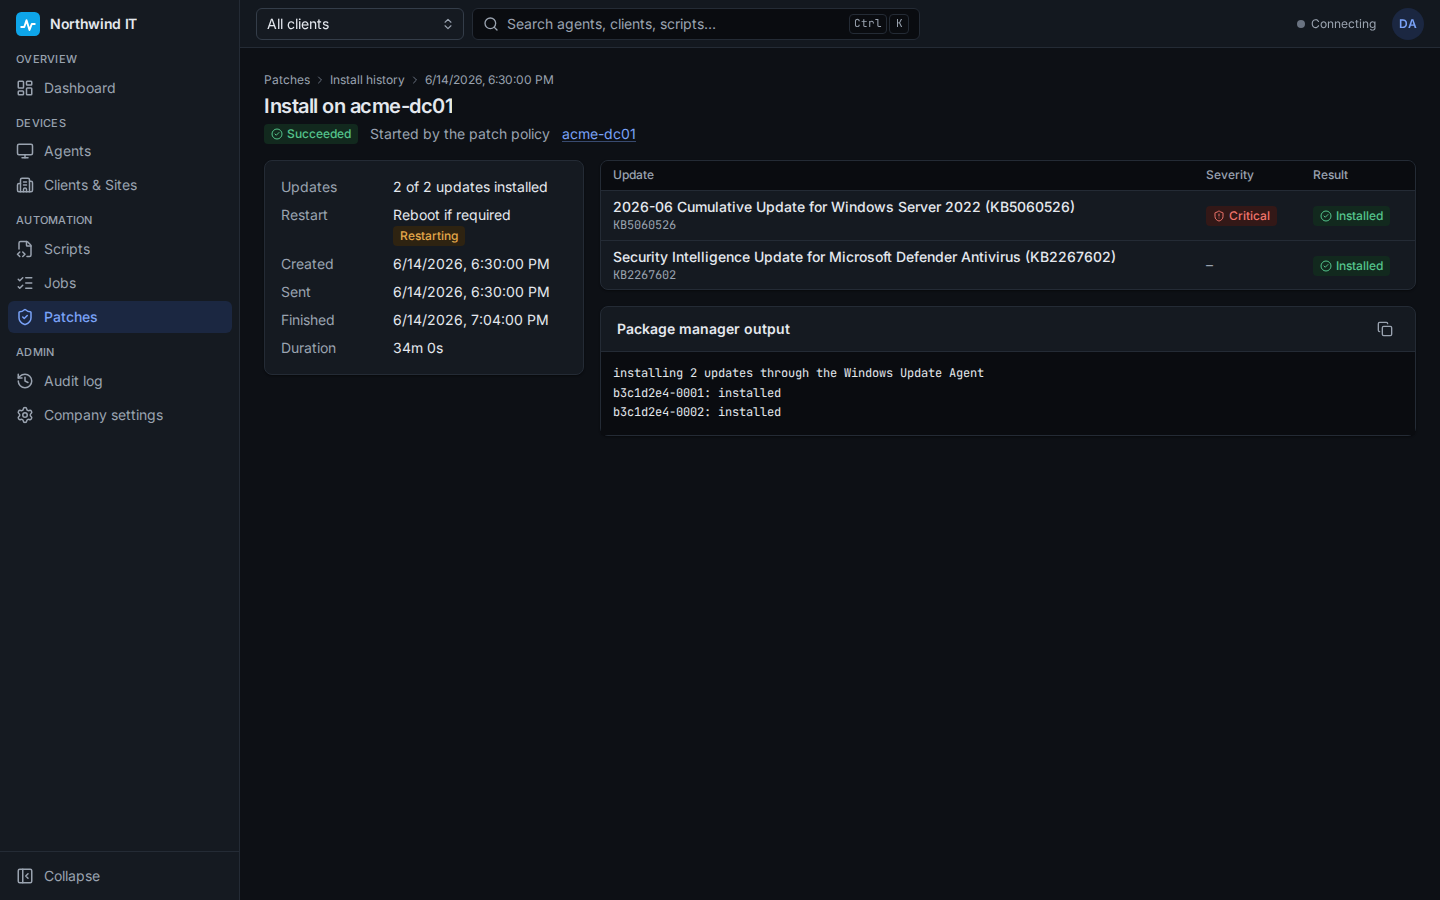 Northwind IT
All clients
Search agents, clients, scripts...
Ctrl K
Connecting
DA
OVERVIEW
Dashboard
DEVICES
Agents
Clients & Sites
AUTOMATION
Scripts
Jobs
Patches
ADMIN
Audit log
Company settings
Collapse
Patches > Install history > 6/14/2026, 6:30:00 PM
Install on acme-dc01
Succeeded Started by the patch policy acme-dc01
Updates 2 of 2 updates installed
Restart Reboot if required
Restarting
Created 6/14/2026, 6:30:00 PM
Sent 6/14/2026, 6:30:00 PM
Finished 6/14/2026, 7:04:00 PM
Duration 34m 0s
Update Severity Result
2026-06 Cumulative Update for Windows Server 2022 (KB5060526)
KB5060526
Critical Installed
Security Intelligence Update for Microsoft Defender Antivirus (KB2267602)
KB2267602
– Installed
Package manager output
installing 2 updates through the Windows Update Agent
b3c1d2e4-0001: installed
b3c1d2e4-0002: installed